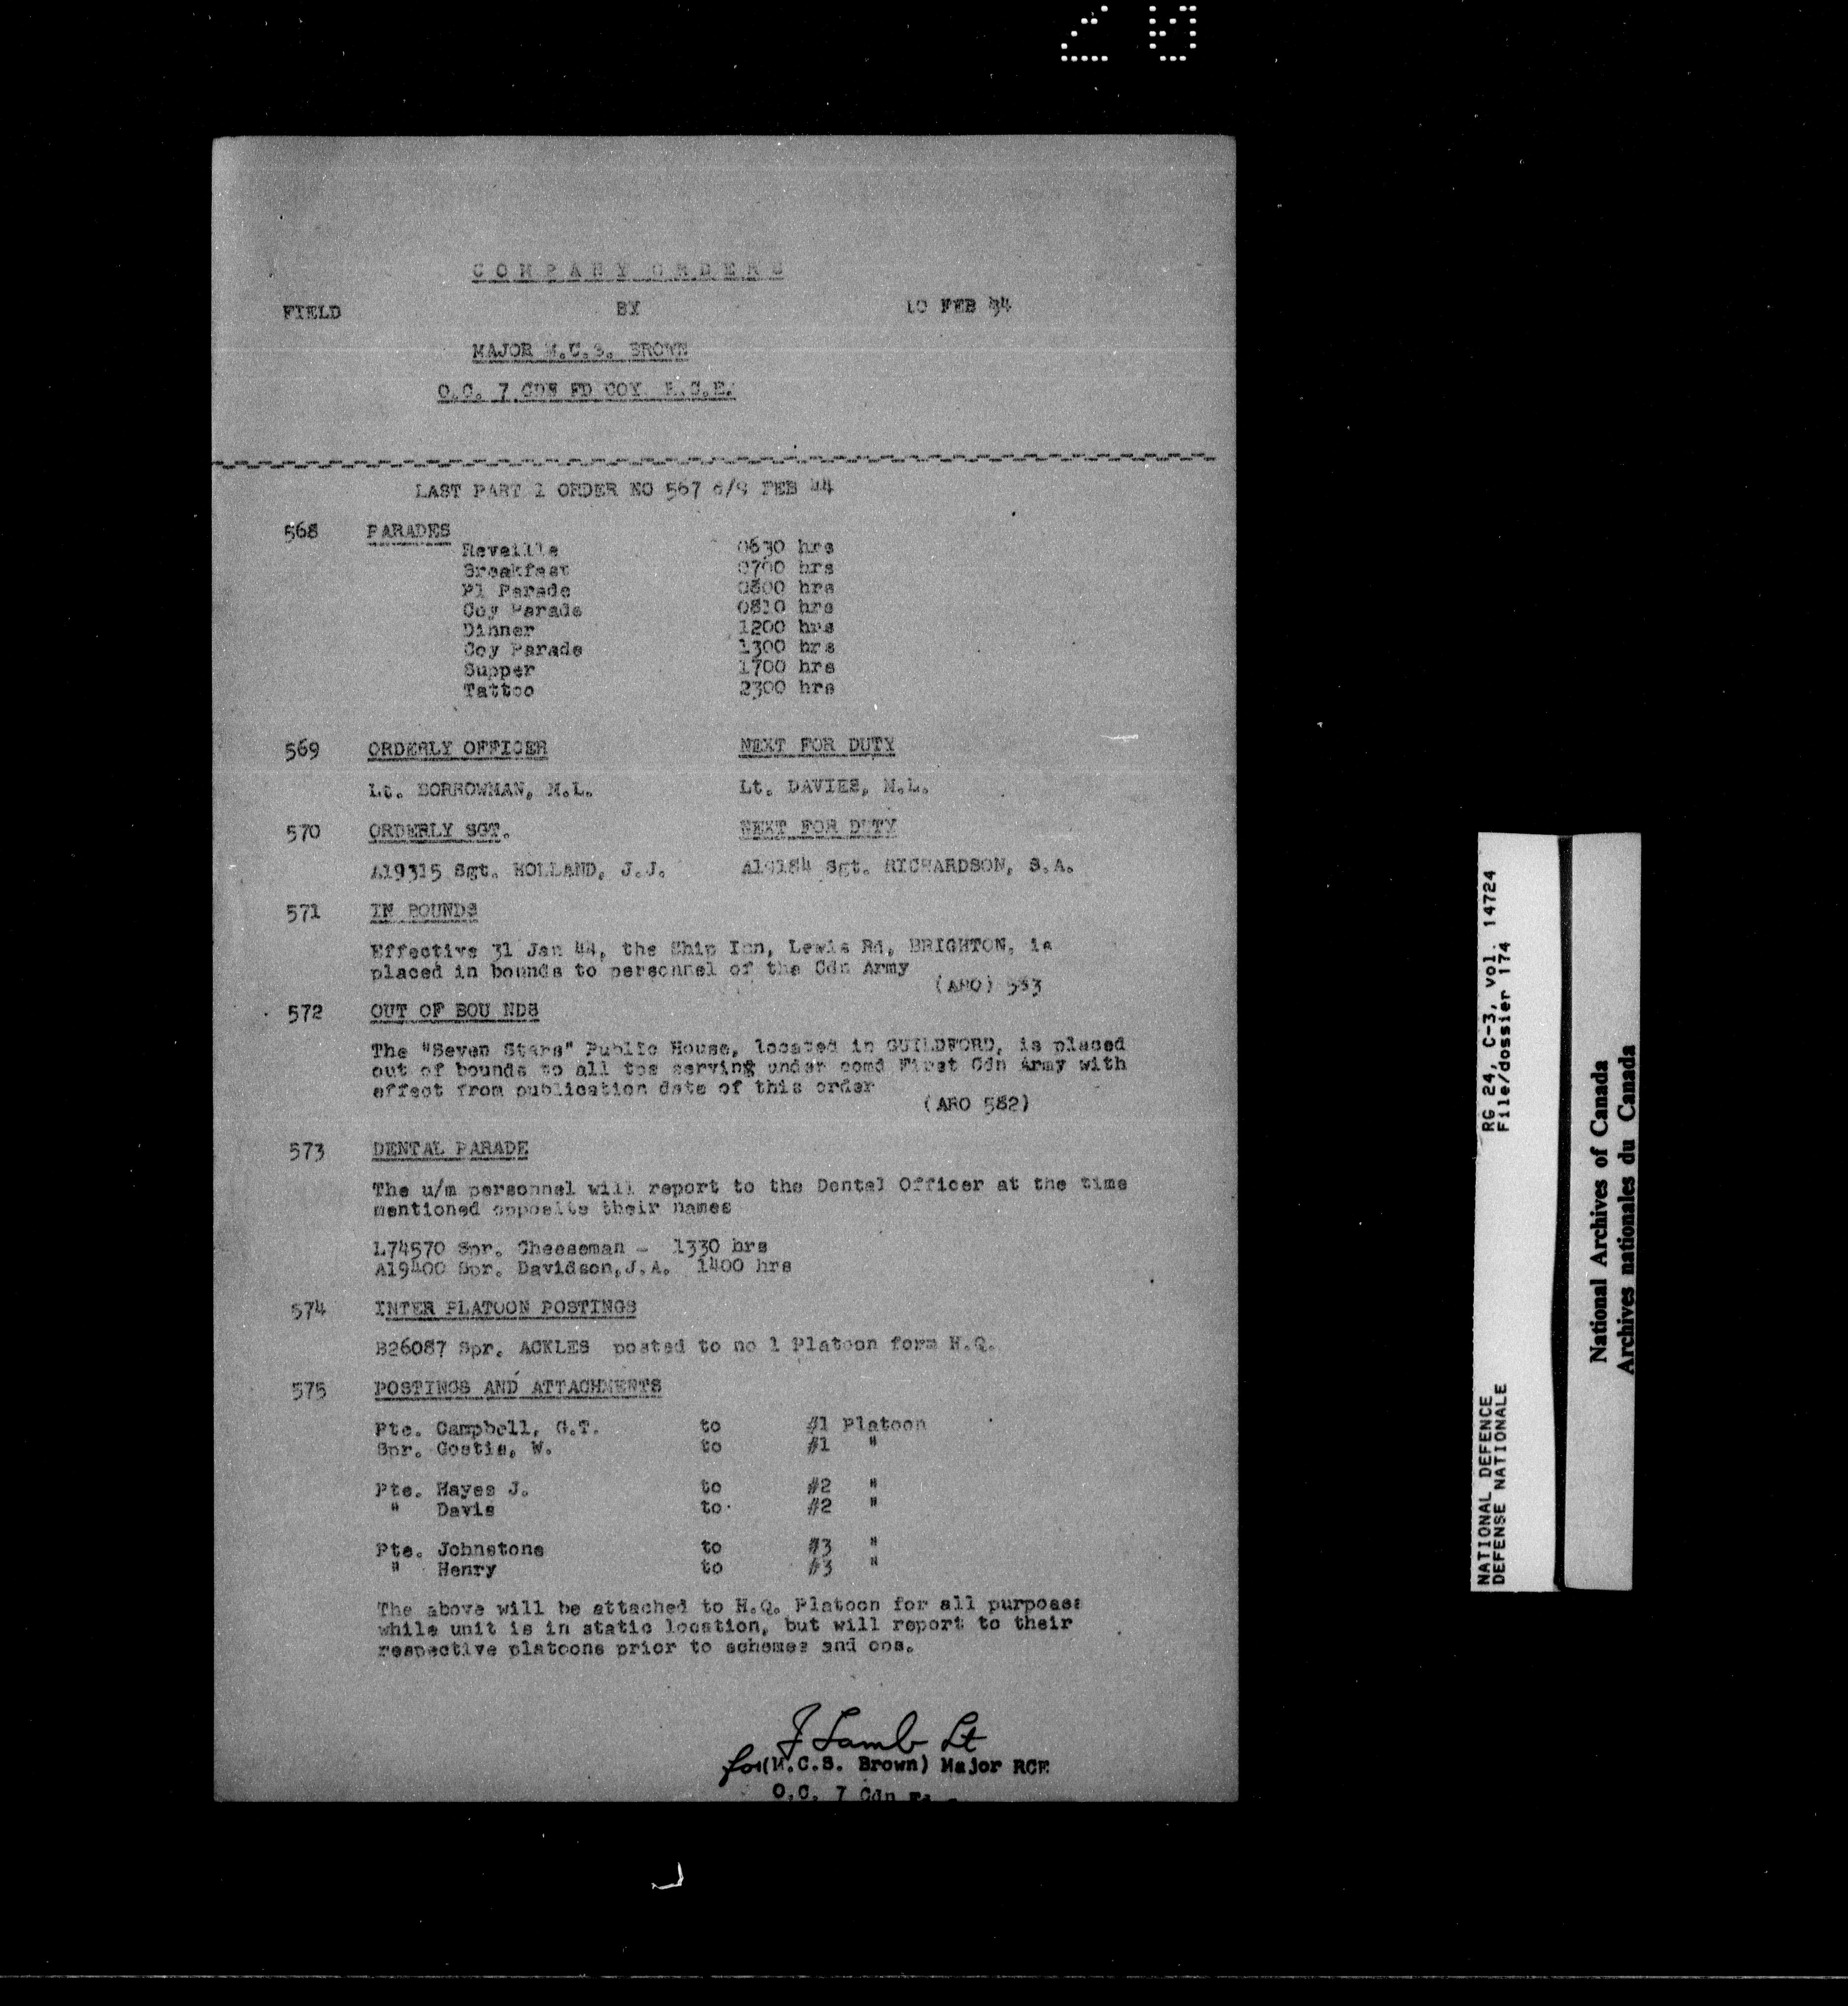 20
COMPANY ORDERS
FIELD BY 10 FEB 44
MAJOR M.C.S. BROWN
O.C. 7 CDN FD COY R.C.E.
LAST PART 1 ORDER NO 567 8/9 FEB 44
568 PARADES
Reveille 0630 hrs
Breakfast 0700 hrs
Pl Parade 0800 hrs
Coy Parade 0810 hrs
Dinner 1200 hrs
Coy Parade 1300 hrs
Supper 1700 hrs
Tattoo 2300 hrs
569 ORDERLY OFFICER NEXT FOR DUTY
Lt. BORROWMAN, M.L. Lt. DAVIES, M.L.
570 ORDERLY SGT. NEXT FOR DUTY
A19315 Sgt. HOLLAND, J.J. A19184 Sgt. RICHARDSON, S.A.
571 IN BOUNDS
Effective 31 Jan 44, the Ship Inn, Lewis Rd, BRIGHTON, is
placed in bounds to personnel of the Cdn Army
(ARO) 583
572 OUT OF BOU NDS
The "Seven Stars" Public House, located in GUILDFORD, is placed
out of bounds to all tps serving under comd First Cdn Army with
effect from publication date of this order
(ARO 582)
573 DENTAL PARADE
The u/m personnel will report to the Dental Officer at the time
mentioned opposite their names
L74570 Spr. Cheeseman - 1330 hrs
A19400 Spr. Davidson,J.A. 1400 hrs
574 INTER PLATOON POSTINGS
B26087 Spr. ACKLES posted to no 1 Platoon form H.Q.
575 POSTINGS AND ATTACHMENTS
Pte. Campbell, G.T. to #1 Platoon
Spr. Costie, W. to #1 "
Pte. Hayes J. to #2 "
" Davis to #2 "
Pte. Johnstone to #3 "
" Henry to #3 "
The above will be attached to H.Q. Platoon for all purposes
while unit is in static location, but will report to their
respective platoons prior to schemes and ops.
J Lamb Lt
for (M.C.S. Brown) Major RCE
O.C. 7 Cdn
NATIONAL DEFENCE RG 24, C-3, vol. 14724
DEFENSE NATIONALE File/dossier 174
National Archives of Canada
Archives nationales du Canada